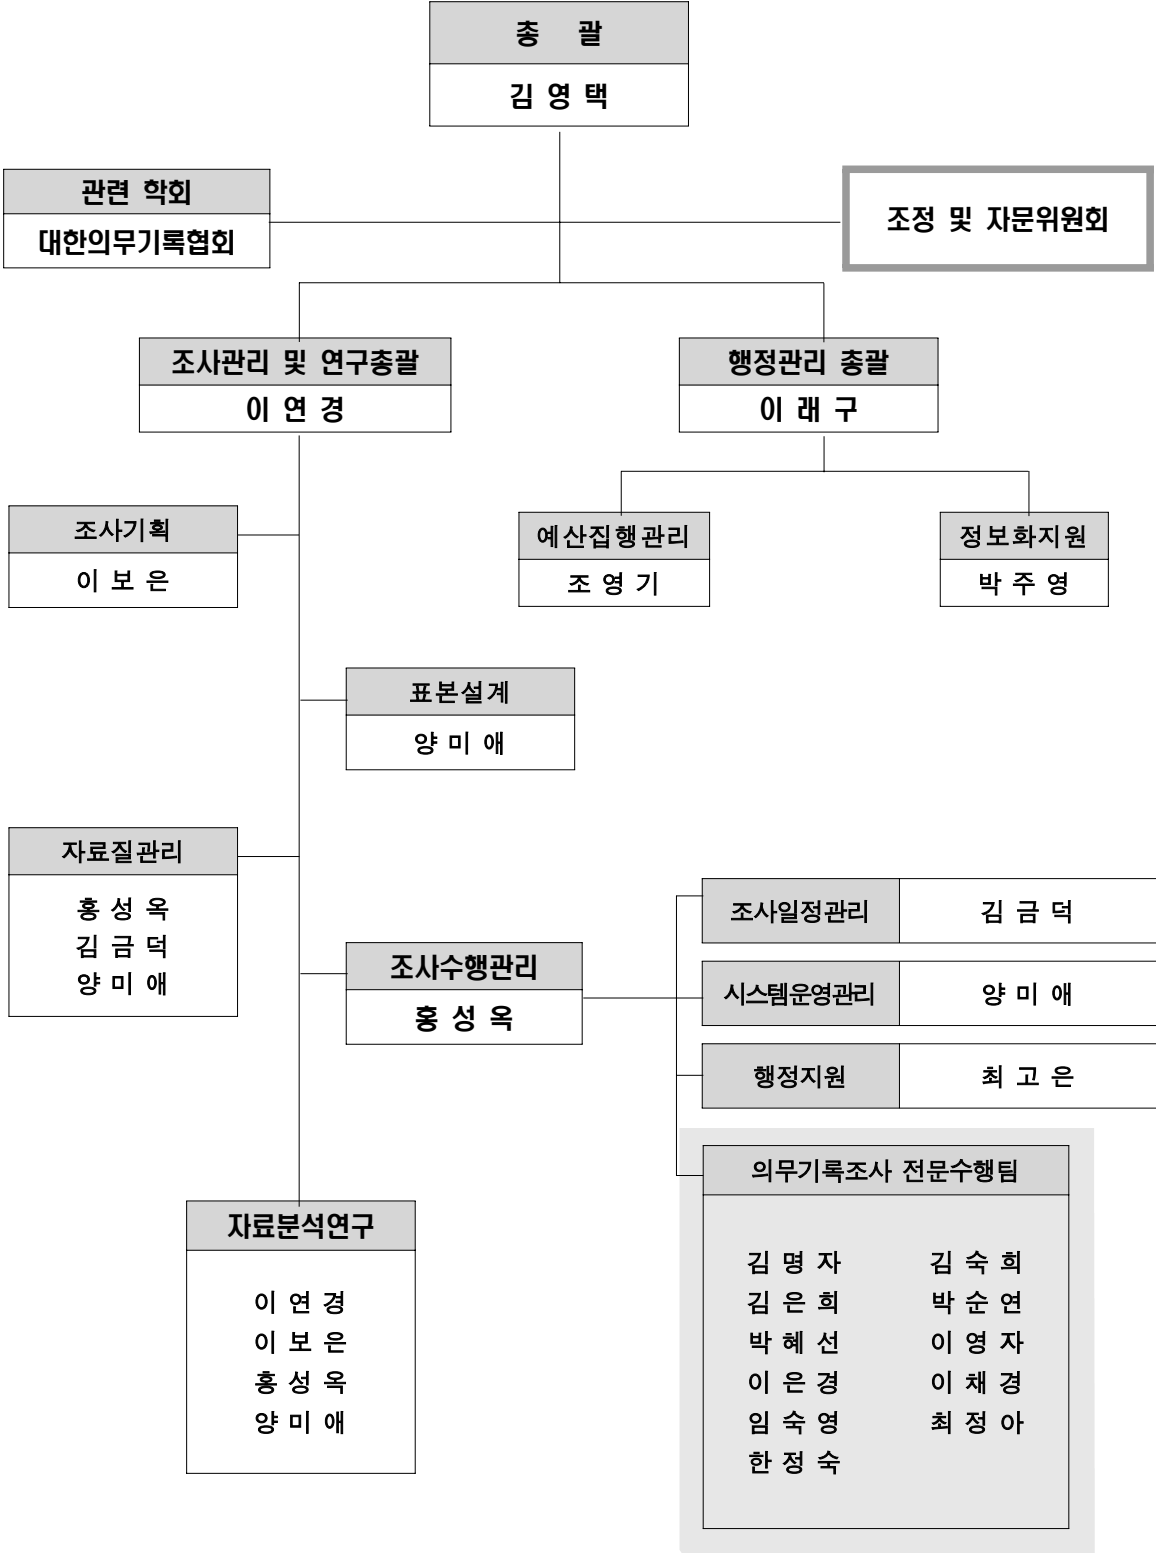 총 괄
김 영 택
관련 학회
대한의무기록협회
조정 및 자문위원회
조사관리 및 연구총괄
이 연 경
행정관리 총괄
이 래 구
조사기획
이 보 은
예산집행관리
조 영 기
정보화지원
박 주 영
표본설계
양 미 애
자료질관리
홍 성 옥
김 금 덕
양 미 애
조사수행관리
홍 성 옥
조사일정관리 김 금 덕
시스템운영관리 양 미 애
행정지원 최 고 은
의무기록조사 전문수행팀
김 명 자 김 숙 희
김 은 희 박 순 연
박 혜 선 이 영 자
이 은 경 이 채 경
임 숙 영 최 정 아
한 정 숙
자료분석연구
이 연 경
이 보 은
홍 성 옥
양 미 애